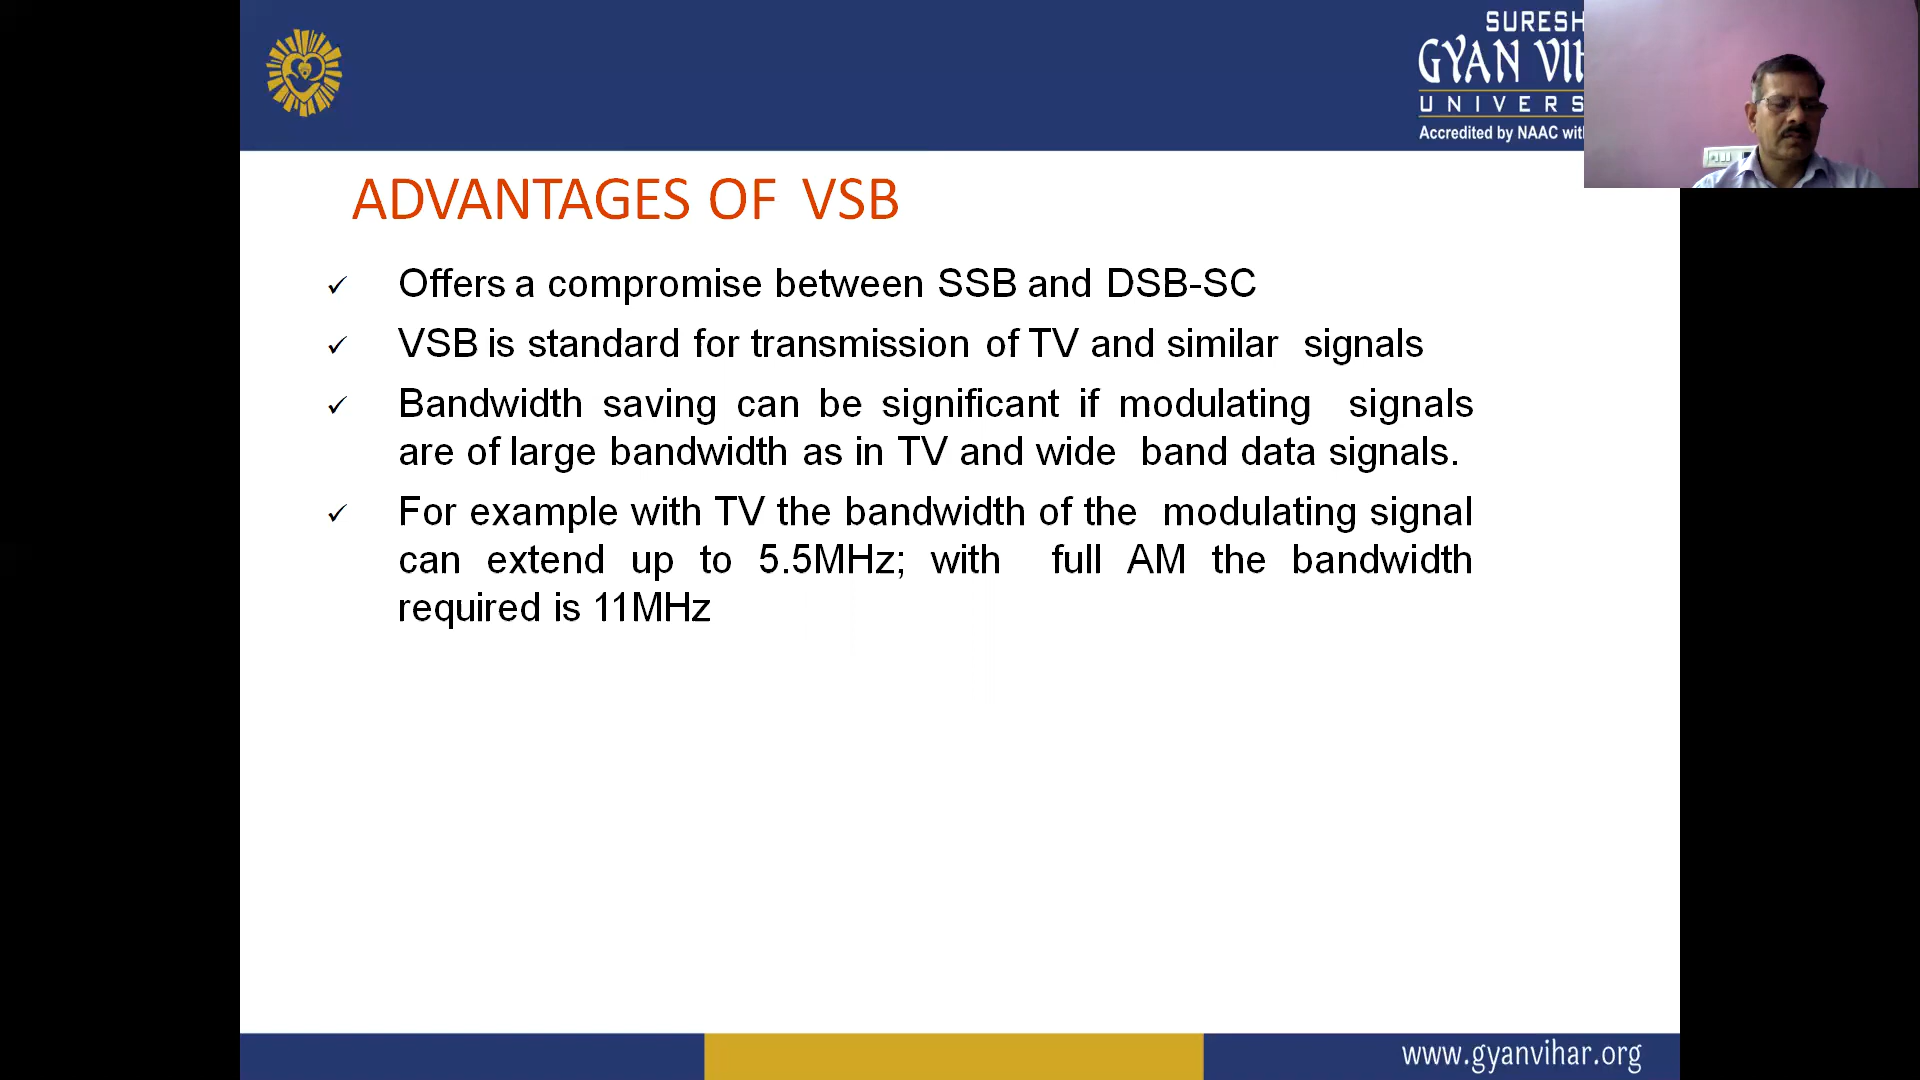 SURESH
GYAN VIH
UNIVERS
Accredited by NAAC with
ADVANTAGES OF VSB
✓ Offers a compromise between SSB and DSB-SC
✓ VSB is standard for transmission of TV and similar signals
✓ Bandwidth saving can be significant if modulating signals
are of large bandwidth as in TV and wide band data signals.
✓ For example with TV the bandwidth of the modulating signal
can extend up to 5.5MHz; with full AM the bandwidth
required is 11MHz
www.gyanvihar.org